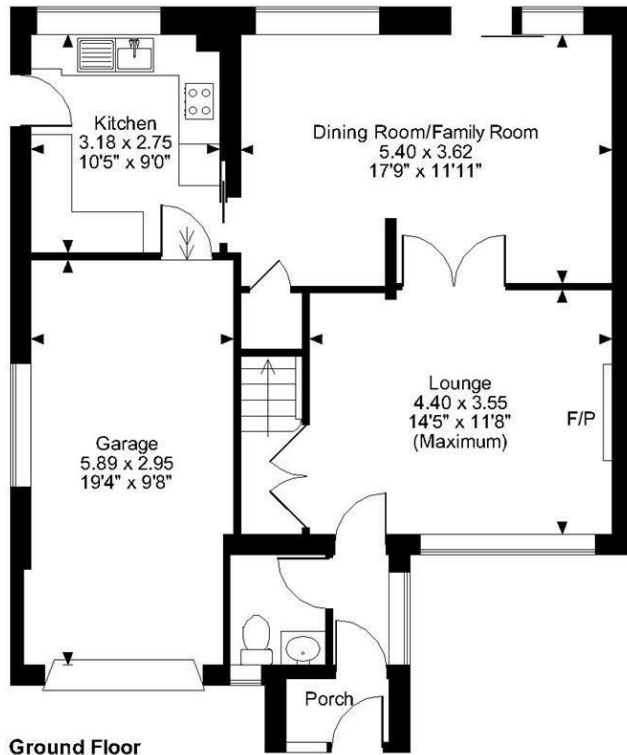 Kitchen
3.18 x 2.75
10'5" x 9'0"
Dining Room/Family Room
5.40 x 3.62
17'9" x 11'11"
Lounge
4.40 x 3.55
14'5" x 11'8"
(Maximum)
F/P
Garage
5.89 x 2.95
19'4" x 9'8"
Porch
Ground Floor